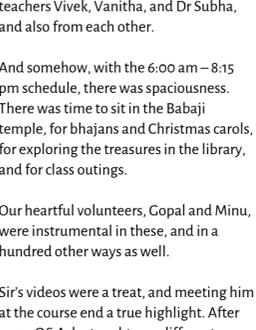 teachers Vivek, Vanitha, and Dr Subha,
and also from each other.
And somehow, with the 6:00 am – 8:15
pm schedule, there was spaciousness.
There was time to sit in the Babaji
temple, for bhajans and Christmas carols,
for exploring the treasures in the library,
and for class outings.
Our heartful volunteers, Gopal and Minu,
were instrumental in these, and in a
hundred other ways as well.
Sir's videos were a treat, and meeting him
at the course end a true highlight. After